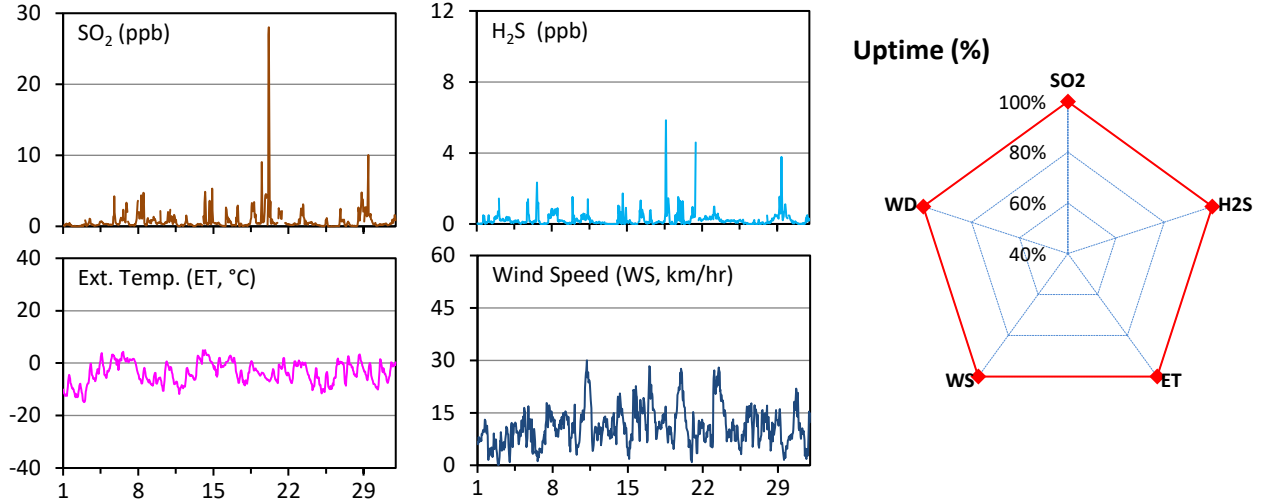 SO₂ (ppb)
30
20
10
0
H₂S (ppb)
12
8
4
0
Ext. Temp. (ET, °C)
40
20
0
-20
-40
1 8 15 22 29
Wind Speed (WS, km/hr)
60
45
30
15
0
1 8 15 22 29
Uptime (%)
SO2
100%
80%
60%
40%
WD
H2S
WS
ET